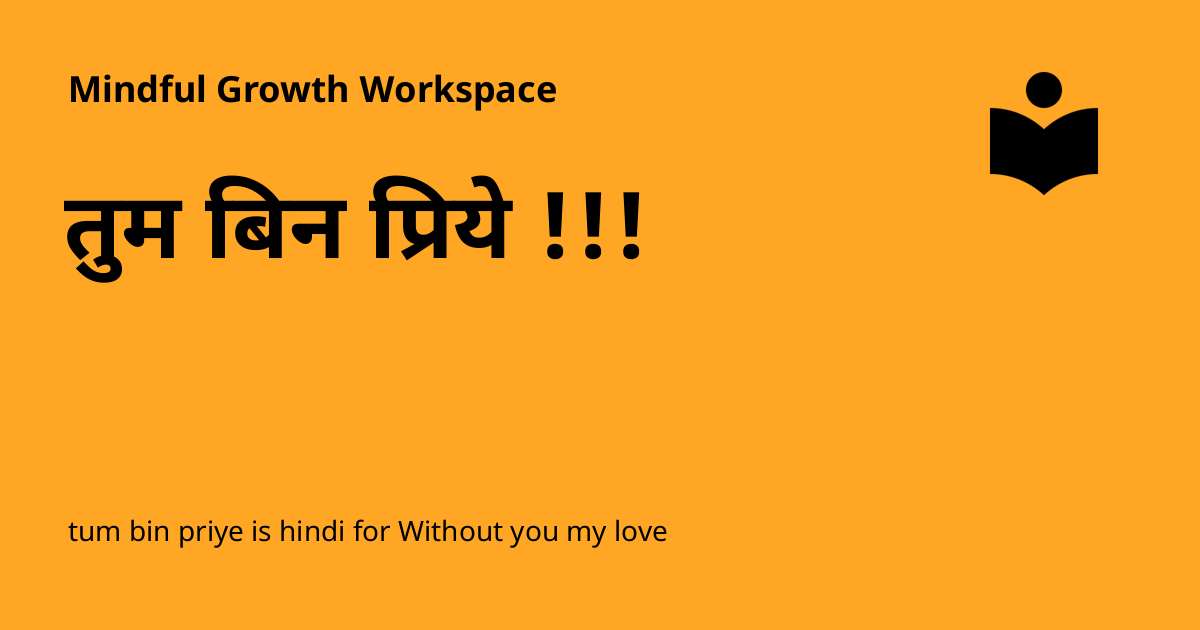 Mindful Growth Workspace
तुम बिन प्रिये !!!
tum bin priye is hindi for Without you my love